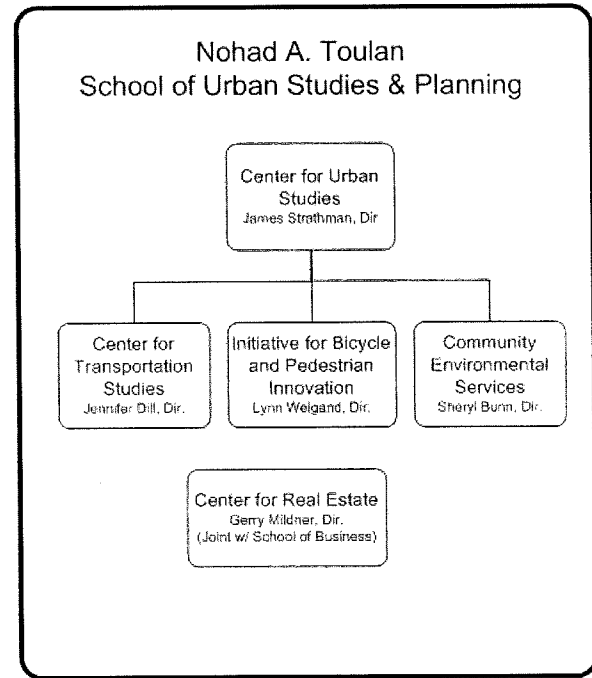 Nohad A. Toulan
School of Urban Studies & Planning
Center for Urban
Studies
James Strathman, Dir
Center for
Transportation
Studies
Jennifer Dill, Dir.
Initiative for Bicycle
and Pedestrian
Innovation
Lynn Weigand, Dir.
Community
Environmental
Services
Sheryl Bunn, Dir.
Center for Real Estate
Gerry Mildner, Dir.
(Joint w/ School of Business)